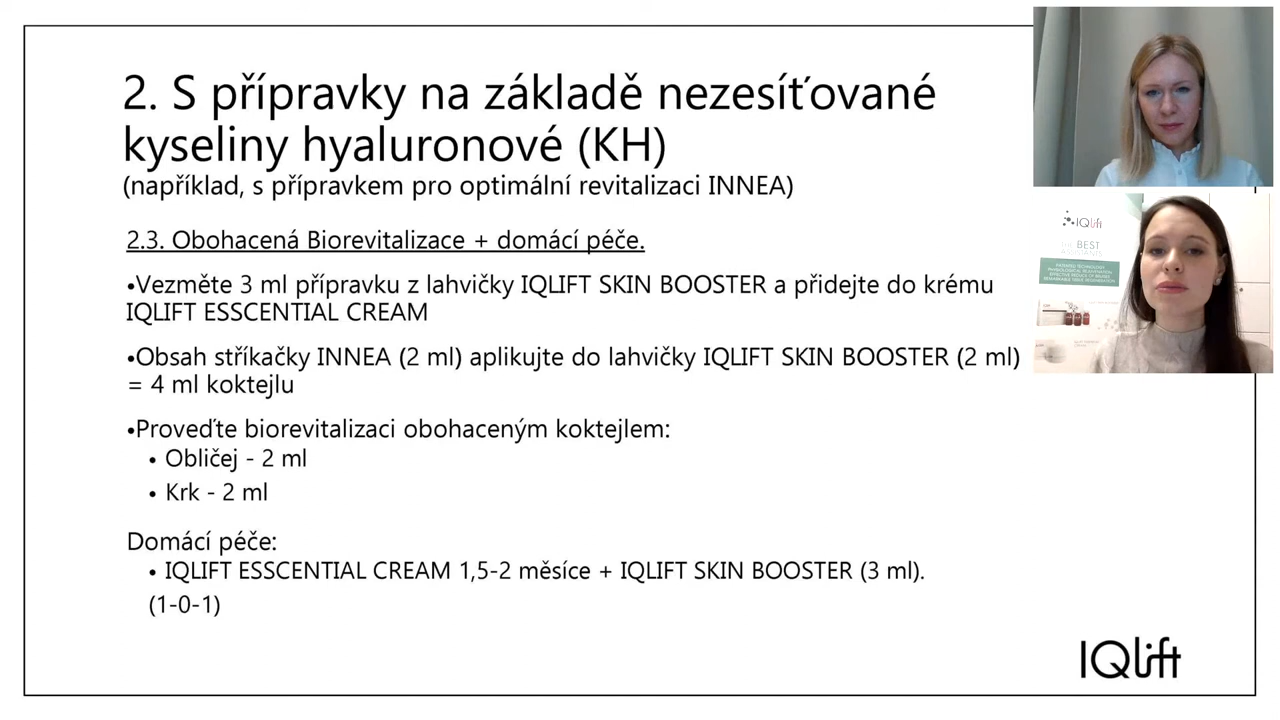 2. S přípravky na základě nezesíťované
kyseliny hyaluronové (KH)
(například, s přípravkem pro optimální revitalizaci INNEA)
2.3. Obohacená Biorevitalizace + domácí péče.
•Vezměte 3 ml přípravku z lahvičky IQLIFT SKIN BOOSTER a přidejte do krému
IQLIFT ESSCENTIAL CREAM
•Obsah stříkačky INNEA (2 ml) aplikujte do lahvičky IQLIFT SKIN BOOSTER (2 ml)
= 4 ml koktejlu
•Proveďte biorevitalizaci obohaceným koktejlem:
• Obličej - 2 ml
• Krk - 2 ml
Domácí péče:
• IQLIFT ESSCENTIAL CREAM 1,5-2 měsíce + IQLIFT SKIN BOOSTER (3 ml).
(1-0-1)
IQlift
IQlift
THE BEST